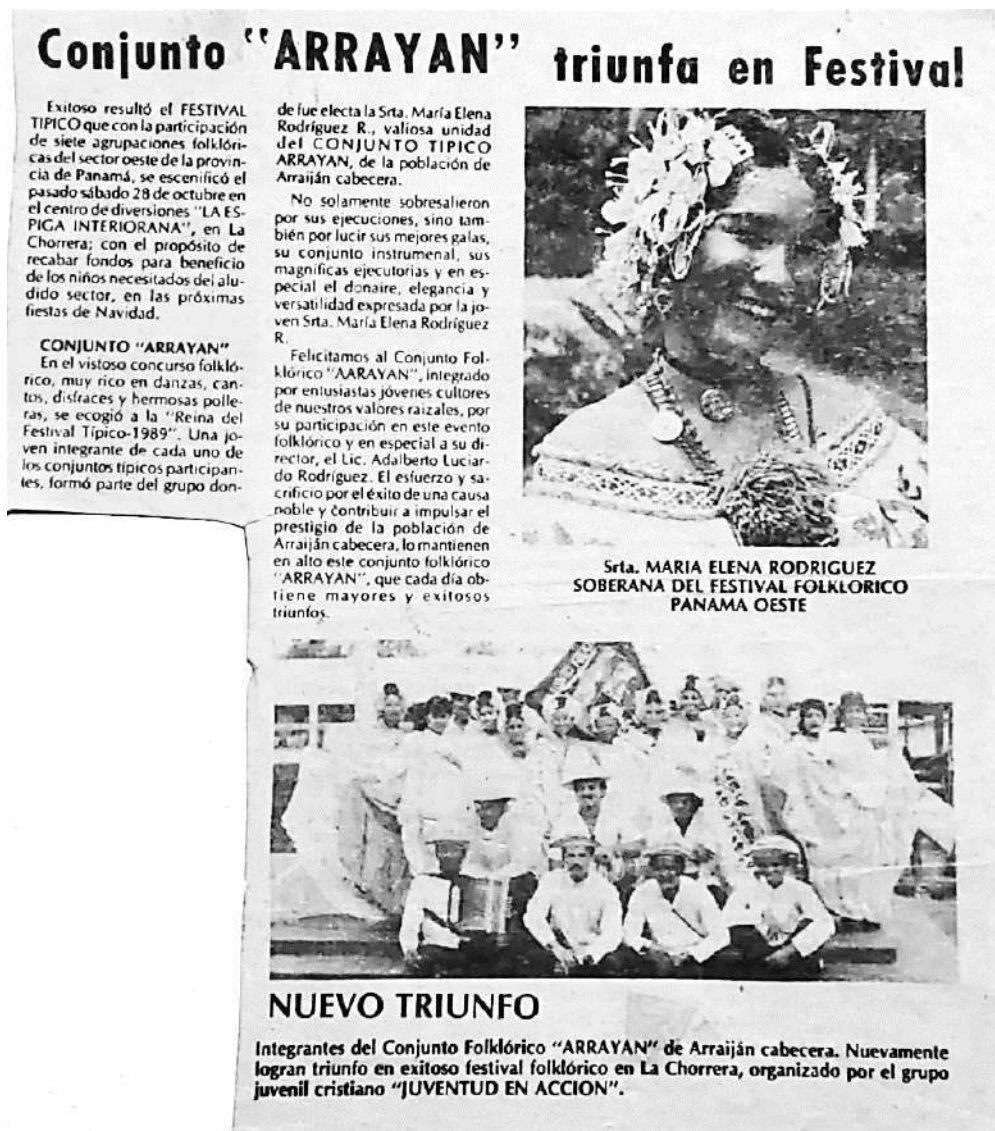 Conjunto "ARRAYAN" triunfa en Festival
Exitoso resultó el FESTIVAL
TIPICO que con la participación
de siete agrupaciones folklóri-
cas del sector oeste de la provin-
cia de Panamá, se escenificó el
pasado sábado 28 de octubre en
el centro de diversiones "LA ES-
PIGA INTERIORANA", en La
Chorrera; con el propósito de
recabar fondos para beneficio
de los niños necesitados del alu-
dido sector, en las próximas
fiestas de Navidad.
CONJUNTO "ARRAYAN"
En el vistoso concurso folkló-
rico, muy rico en danzas, can-
tos, disfraces y hermosas polle-
ras, se ecogió a la "Reina del
Festival Típico-1989". Una jo-
ven integrante de cada uno de
los conjuntos típicos participan-
tes, formó parte del grupo don-
de fue electa la Srta. María Elena
Rodríguez R., valiosa unidad
del CONJUNTO TIPICO
ARRAYAN, de la población de
Arraiján cabecera.
No solamente sobresalieron
por sus ejecuciones, sino tam-
bién por lucir sus mejores galas,
su conjunto instrumenal, sus
magníficas ejecutorias y en es-
pecial el donaire, elegancia y
versatilidad expresada por la jo-
ven Srta. María Elena Rodríguez
R.
Felicitamos al Conjunto Fol-
klórico "AARAYAN", integrado
por entusiastas jóvenes cultores
de nuestros valores raizales, por
su participación en este evento
folklórico y en especial a su di-
rector, el Lic. Adalberto Luciar-
do Rodríguez. El esfuerzo y sa-
crificio por el éxito de una causa
noble y contribuir a impulsar el
prestigio de la población de
Arraiján cabecera, lo mantienen
en alto este conjunto folklórico
"ARRAYAN", que cada día ob-
tiene mayores y exitosos
triunfos.
Srta. MARIA ELENA RODRIGUEZ
SOBERANA DEL FESTIVAL FOLKLORICO
PANAMA OESTE
NUEVO TRIUNFO
Integrantes del Conjunto Folklórico "ARRAYAN" de Arraiján cabecera. Nuevamente
logran triunfo en exitoso festival folklórico en La Chorrera, organizado por el grupo
juvenil cristiano "JUVENTUD EN ACCION".